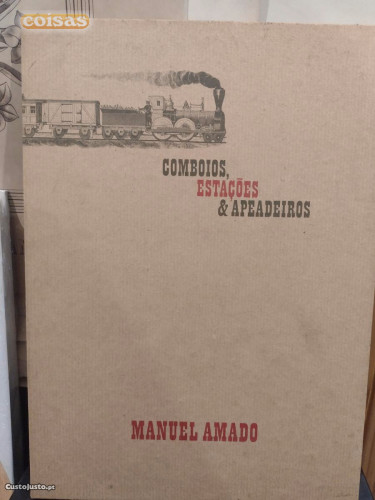 coisas
COMBOIOS,
ESTAÇÕES
& APEADEIROS
MANUEL AMADO
CustoJusto.pt